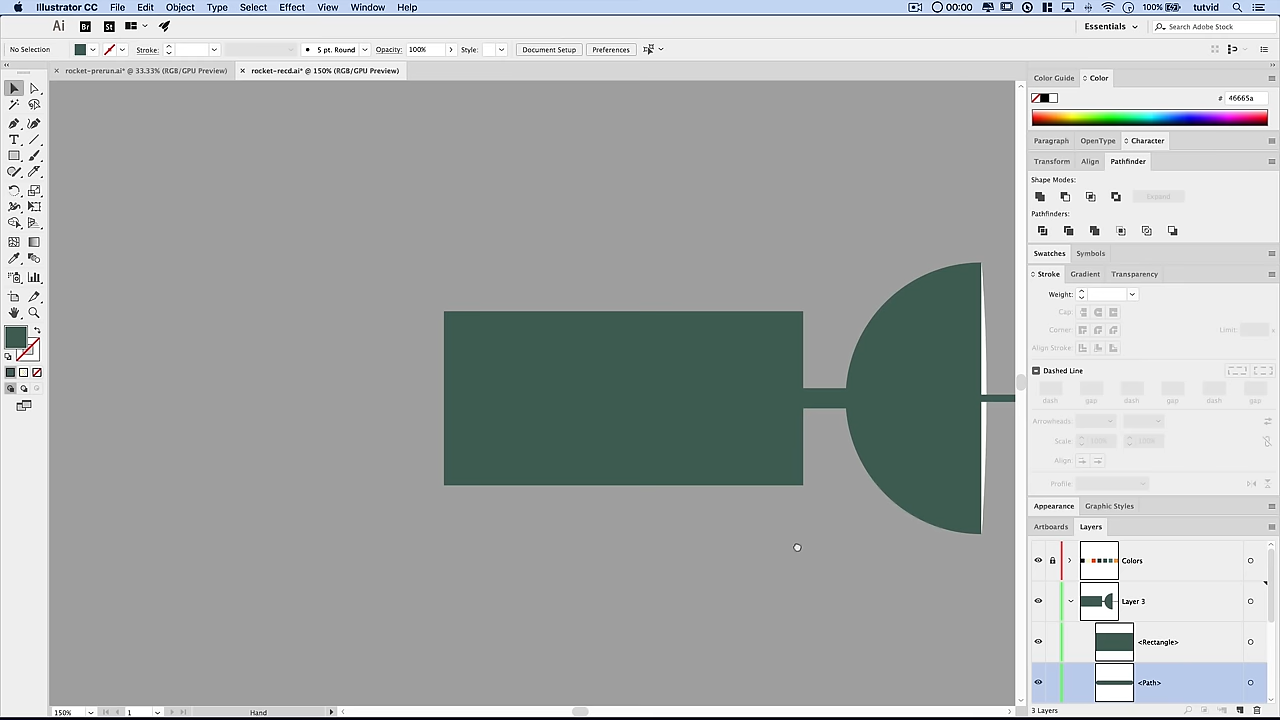 Illustrator CC File Edit Object Type Select Effect View Window Help 00:00 100% tutvid
Ai Br St Essentials Search Adobe Stock
No Selection Stroke: 5 pt. Round Opacity: 100% Style: Document Setup Preferences
× rocket-prerun.ai* @ 33.33% (RGB/GPU Preview) × rocket-recd.ai* @ 150% (RGB/GPU Preview)
Color Guide Color
# 46665a
Paragraph OpenType Character
Transform Align Pathfinder
Shape Modes:
Expand
Pathfinders:
Swatches Symbols
Stroke Gradient Transparency
Weight:
Cap:
Corner: Limit: x
Align Stroke:
Dashed Line
dash gap dash gap dash gap
Arrowheads:
Scale: 100% 100%
Align:
Profile:
Appearance Graphic Styles
Artboards Layers
Colors
Layer 3
<Rectangle>
<Path>
150% 1 Hand 3 Layers